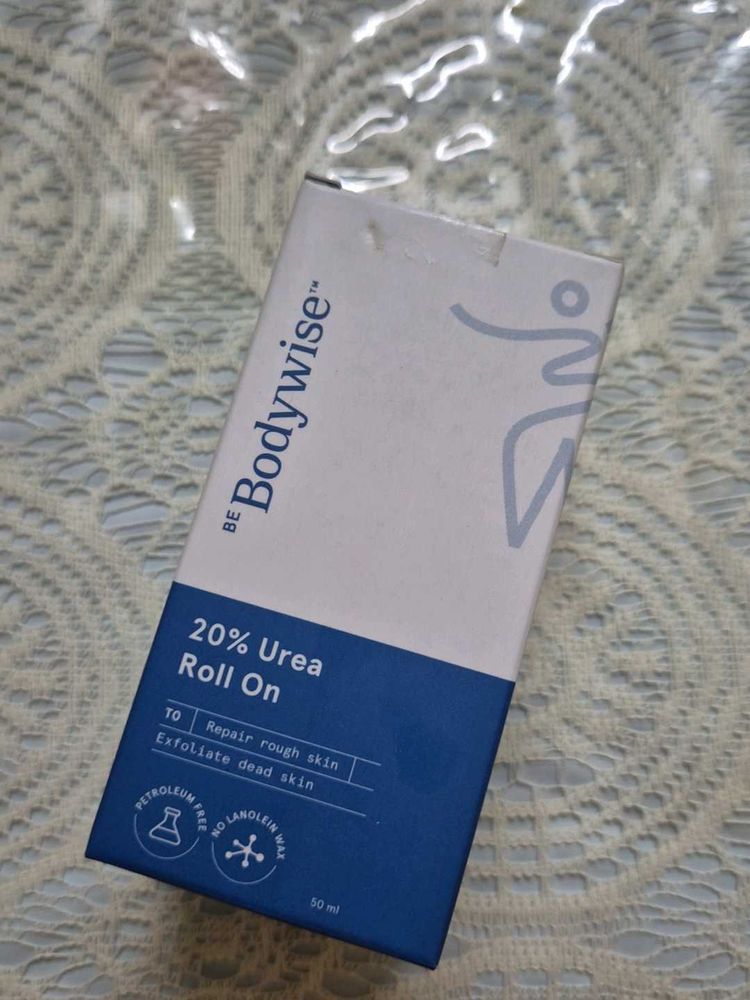 BE Bodywise™
20% Urea
Roll On
TO Repair rough skin
Exfoliate dead skin
PETROLEUM FREE
NO LANOLEIN WAX
50 ml